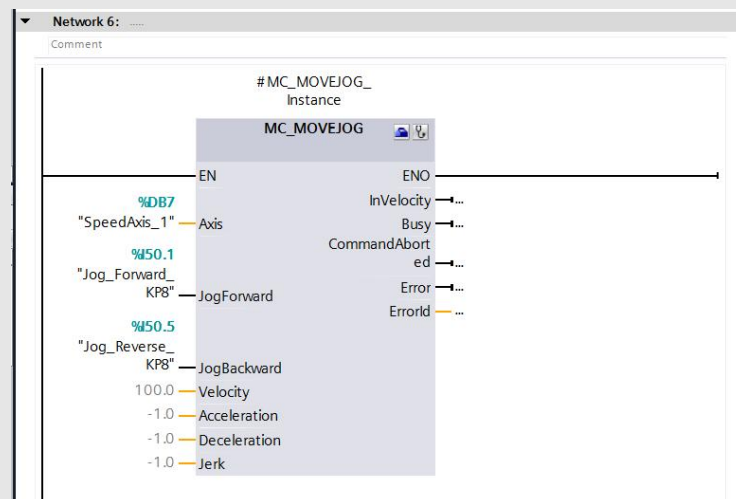 Network 6: .....
Comment
#MC_MOVEJOG_
Instance
MC_MOVEJOG
EN
ENO
%DB7
"SpeedAxis_1"
Axis
InVelocity
...
Busy
...
CommandAbort
ed
...
%I50.1
"Jog_Forward_
KP8"
JogForward
Error
...
ErrorId
...
%I50.5
"Jog_Reverse_
KP8"
JogBackward
100.0
Velocity
-1.0
Acceleration
-1.0
Deceleration
-1.0
Jerk